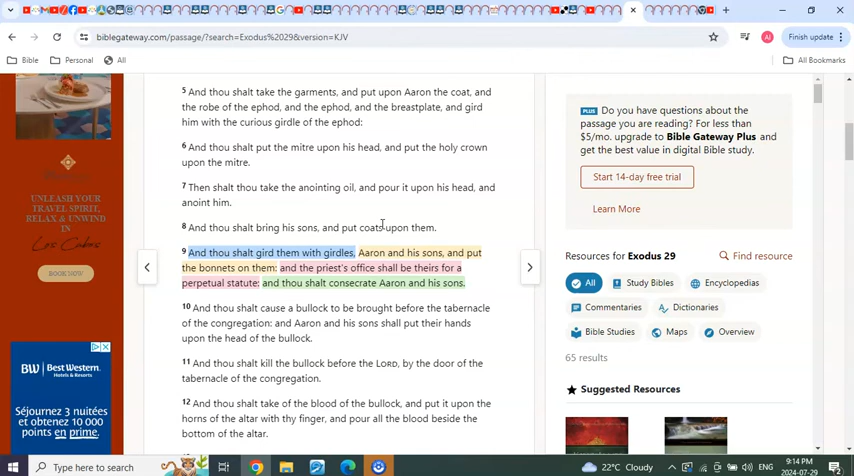 biblegateway.com/passage/?search=Exodus%2029&version=KJV
AI
Finish update
Bible
Personal
All
All Bookmarks
UNLEASH YOUR
TRAVEL SPIRIT,
RELAX & UNWIND
IN
Los Cabos
BOOK NOW
BW Best Western
Hotels & Resorts
Séjournez 3 nuitées
et obtenez 10 000
points en prime.
5 And thou shalt take the garments, and put upon Aaron the coat, and
the robe of the ephod, and the ephod, and the breastplate, and gird
him with the curious girdle of the ephod:
6 And thou shalt put the mitre upon his head, and put the holy crown
upon the mitre.
7 Then shalt thou take the anointing oil, and pour it upon his head, and
anoint him.
8 And thou shalt bring his sons, and put coats upon them.
9 And thou shalt gird them with girdles, Aaron and his sons, and put
the bonnets on them: and the priest's office shall be theirs for a
perpetual statute: and thou shalt consecrate Aaron and his sons.
10 And thou shalt cause a bullock to be brought before the tabernacle
of the congregation: and Aaron and his sons shall put their hands
upon the head of the bullock.
11 And thou shalt kill the bullock before the LORD, by the door of the
tabernacle of the congregation.
12 And thou shalt take of the blood of the bullock, and put it upon the
horns of the altar with thy finger, and pour all the blood beside the
bottom of the altar.
PLUS Do you have questions about the
passage you are reading? For less than
$5/mo. upgrade to Bible Gateway Plus and
get the best value in digital Bible study.
Start 14-day free trial
Learn More
Resources for Exodus 29
Find resource
All
Study Bibles
Encyclopedias
Commentaries
Dictionaries
Bible Studies
Maps
Overview
65 results
Suggested Resources
Type here to search
22°C Cloudy
ENG
9:14 PM
2024-07-29